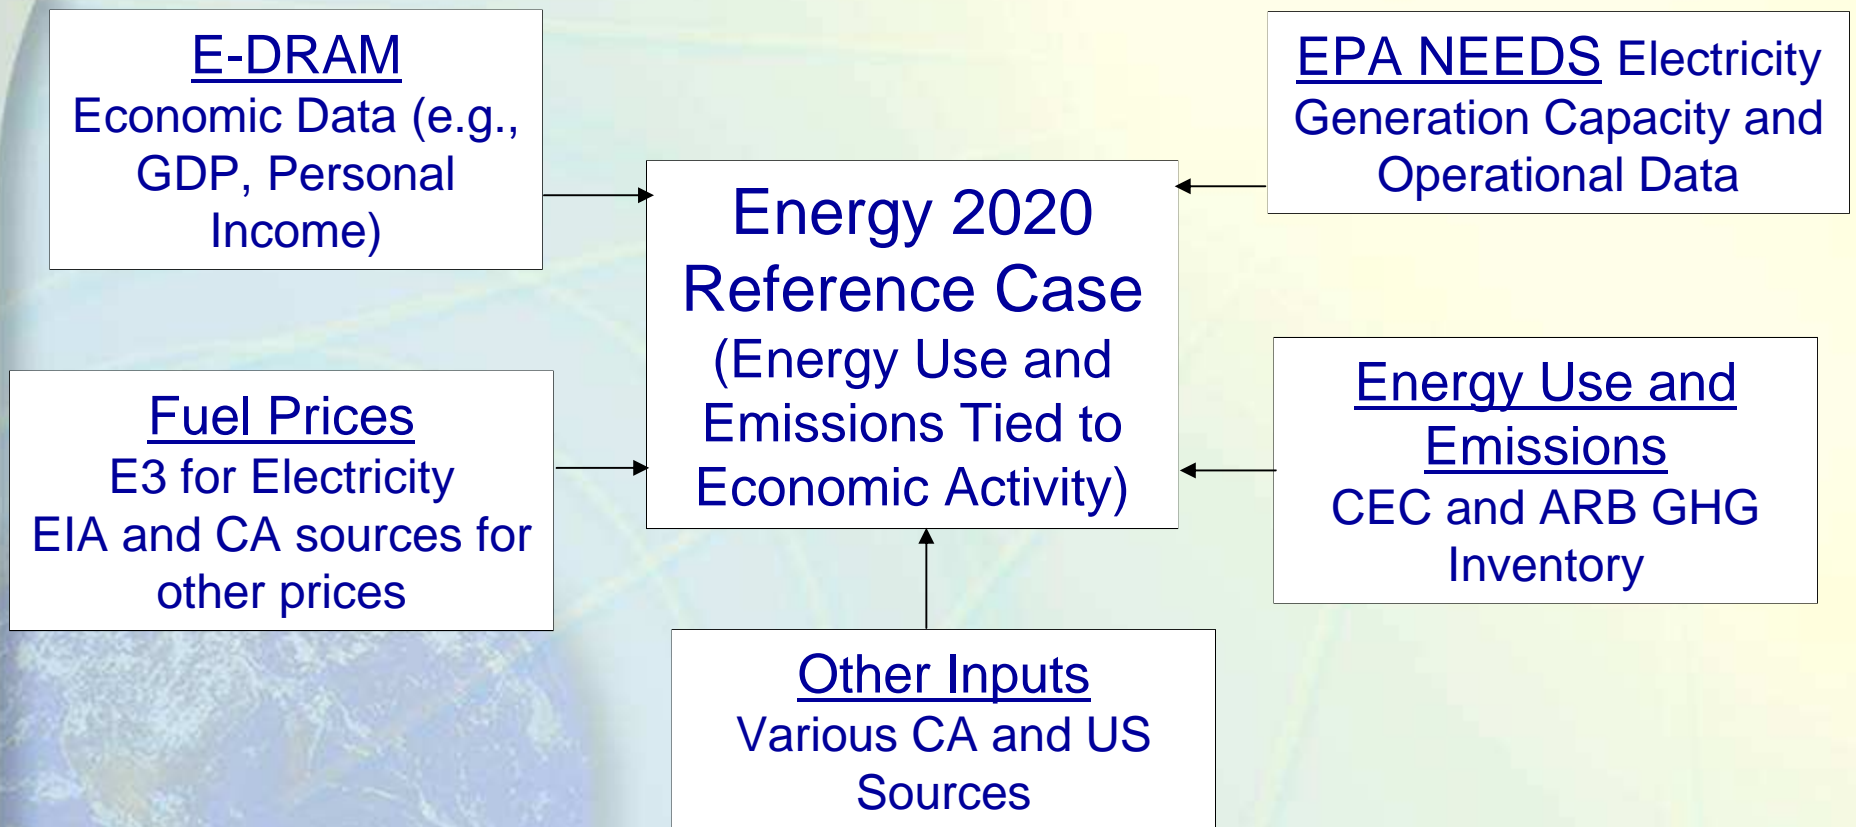 E-DRAM
Economic Data (e.g.,
GDP, Personal
Income)
EPA NEEDS Electricity
Generation Capacity and
Operational Data
Energy 2020
Reference Case
(Energy Use and
Emissions Tied to
Economic Activity)
Fuel Prices
E3 for Electricity
EIA and CA sources for
other prices
Energy Use and
Emissions
CEC and ARB GHG
Inventory
Other Inputs
Various CA and US
Sources